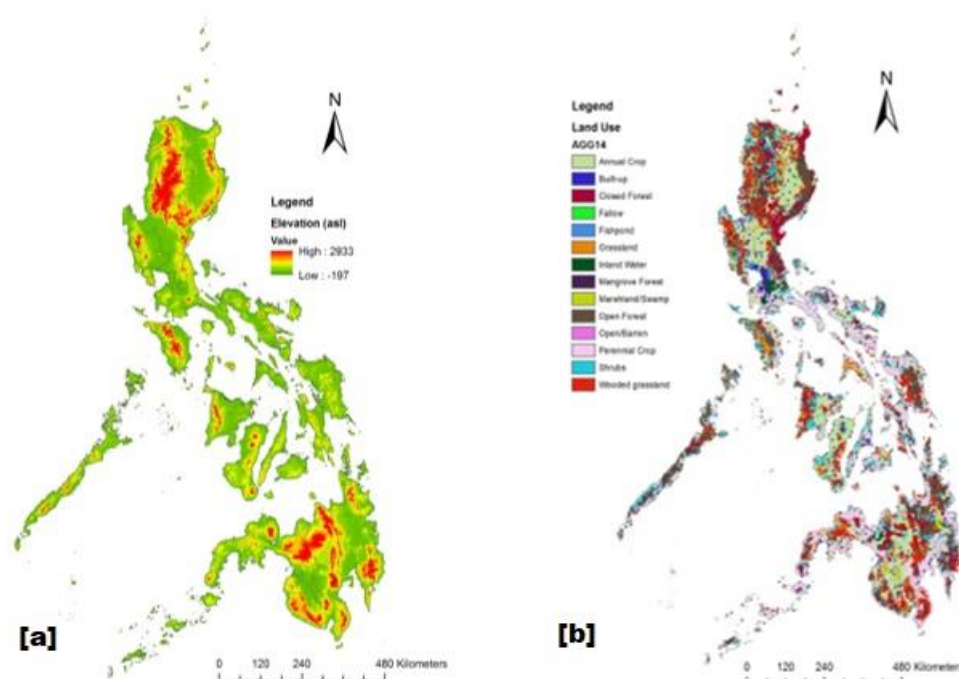 N
Legend
Elevation (asl)
Value
High : 2933
Low : -197
[a]
0 120 240 480 Kilometers
N
Legend
Land Use
AGG14
Annual Crop
Built-up
Closed Forest
Fallow
Fishpond
Grassland
Inland Water
Mangrove Forest
Marshland/Swamp
Open Forest
Open/Barren
Perennial Crop
Shrubs
Wooded grassland
[b]
0 120 240 480 Kilometers